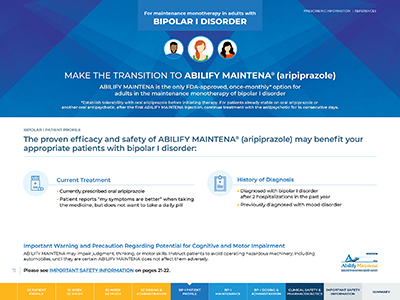 For maintenance monotherapy in adults with
BIPOLAR I DISORDER
PRESCRIBING INFORMATION | REFERENCES
MAKE THE TRANSITION TO ABILIFY MAINTENA® (aripiprazole)
ABILIFY MAINTENA is the only FDA-approved, once-monthly* option for
adults in the maintenance monotherapy of bipolar I disorder
*Establish tolerability with oral aripiprazole before initiating therapy. For patients already stable on oral aripiprazole or
another oral antipsychotic, after the first ABILIFY MAINTENA injection, continue treatment with the antipsychotic for 14 consecutive days.
BIPOLAR I PATIENT PROFILE
The proven efficacy and safety of ABILIFY MAINTENA® (aripiprazole) may benefit your
appropriate patients with bipolar I disorder:
Current Treatment
- Currently prescribed oral aripiprazole
- Patient reports "my symptoms are better" when taking
the medicine, but does not want to take a daily pill
History of Diagnosis
- Diagnosed with bipolar I disorder
after 2 hospitalizations in the past year
- Previously diagnosed with mood disorder
Important Warning and Precaution Regarding Potential for Cognitive and Motor Impairment
ABILIFY MAINTENA may impair judgment, thinking, or motor skills. Instruct patients to avoid operating hazardous machinery, including
automobiles, until they are certain ABILIFY MAINTENA does not affect them adversely.
Please see IMPORTANT SAFETY INFORMATION on pages 21-22.
Abilify Maintena
BP-I PATIENT
PROFILE
BP-I
MAINTENANCE
BP-I DOSING &
ADMINISTRATION
CLINICAL SAFETY &
PHARMACOKINETICS
IMPORTANT SAFETY
INFORMATION
SUMMARY